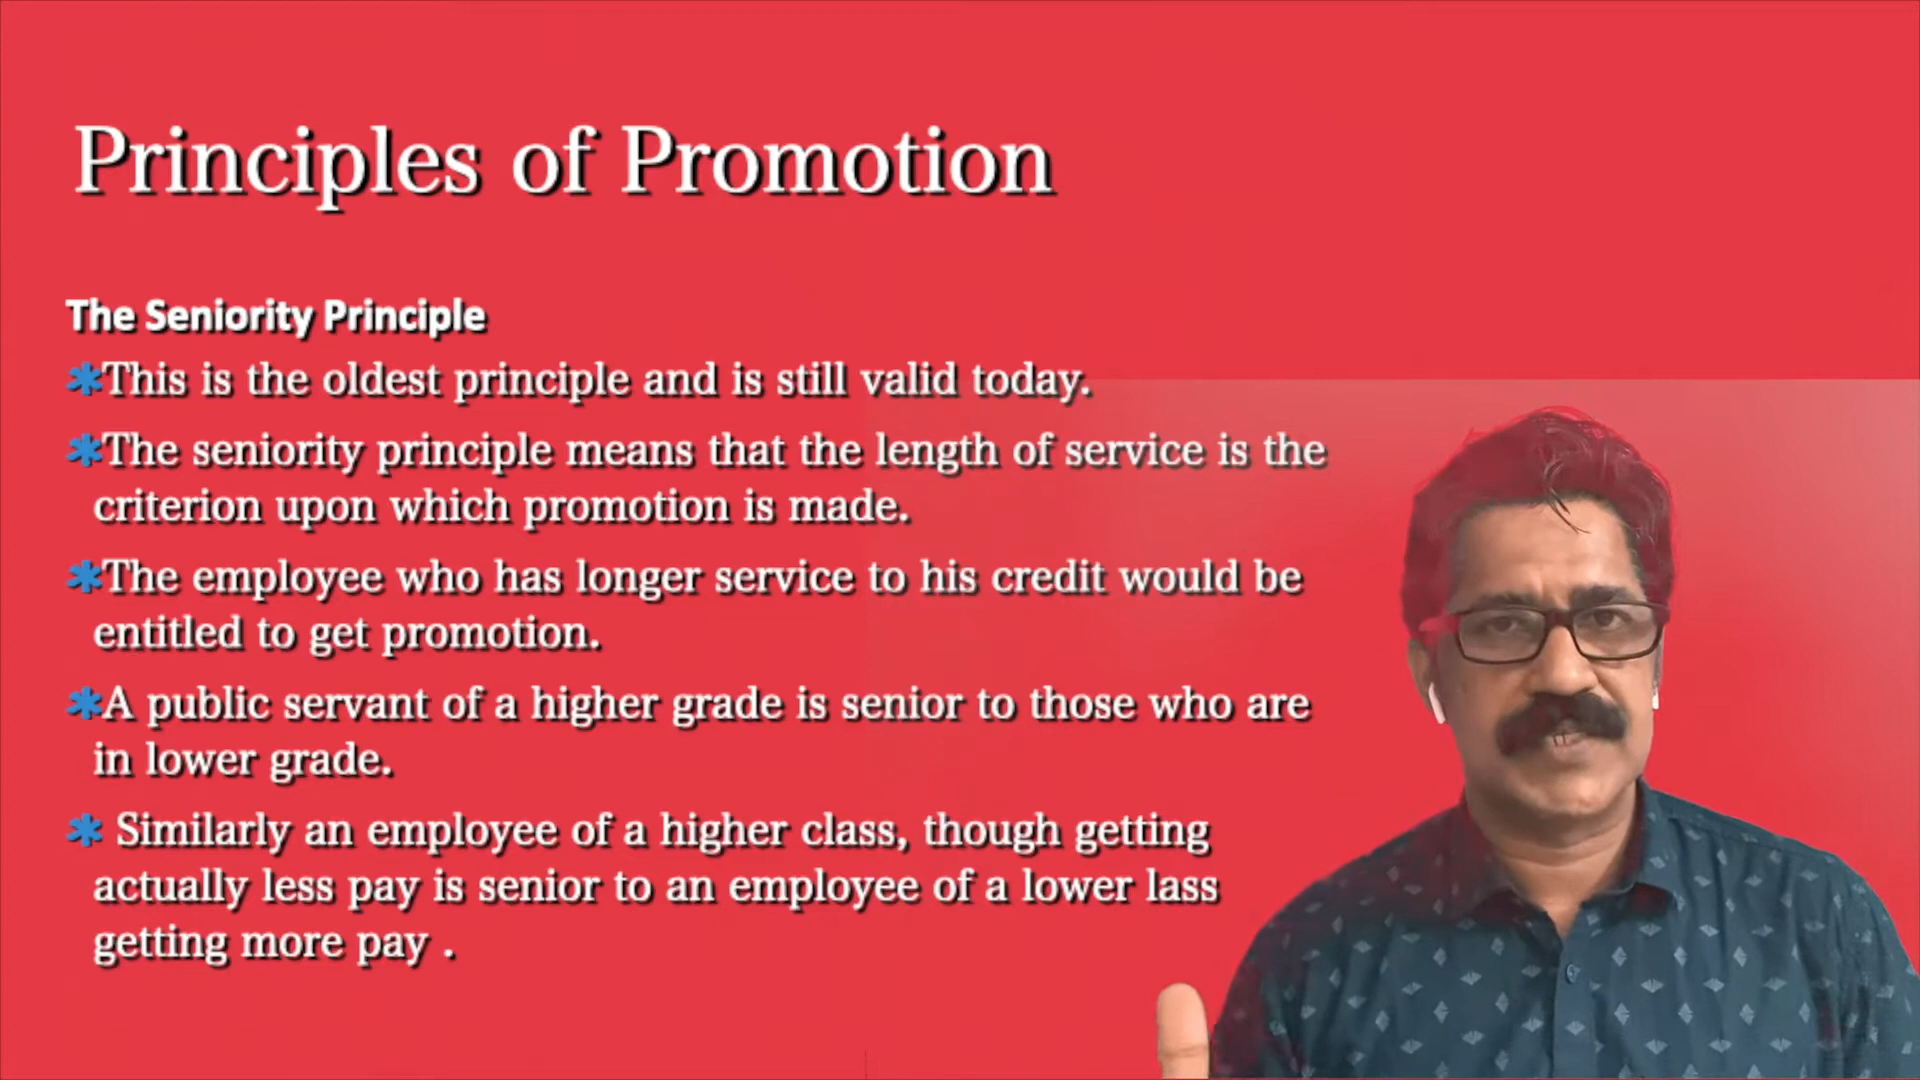 Principles of Promotion
The Seniority Principle
*This is the oldest principle and is still valid today.
*The seniority principle means that the length of service is the
criterion upon which promotion is made.
*The employee who has longer service to his credit would be
entitled to get promotion.
*A public servant of a higher grade is senior to those who are
in lower grade.
* Similarly an employee of a higher class, though getting
actually less pay is senior to an employee of a lower lass
getting more pay .